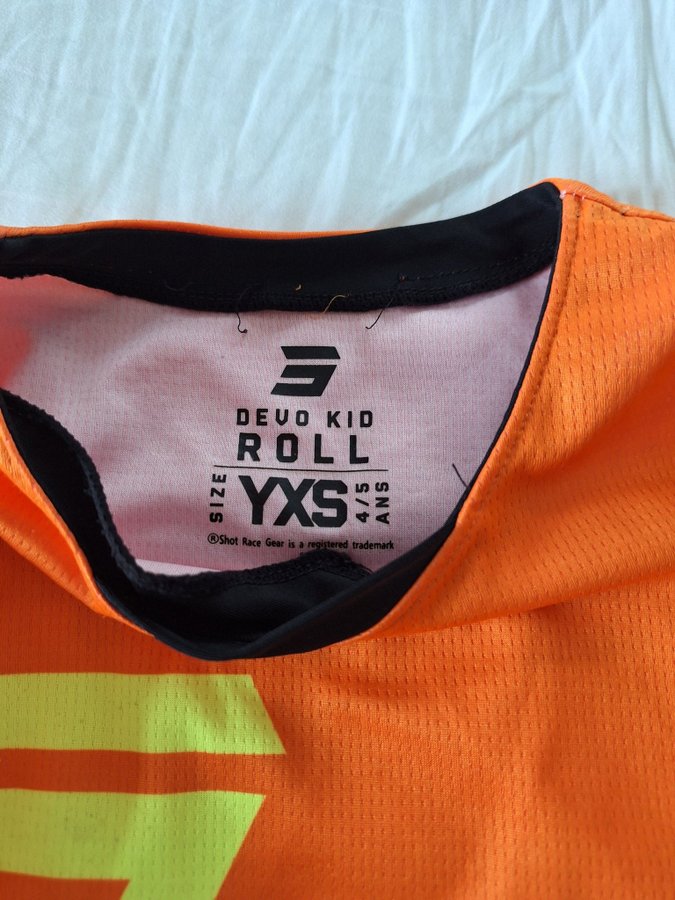 DEVO KID
ROLL
SIZE
YXS
4/5
ANS
®Shot Race Gear is a registered trademark